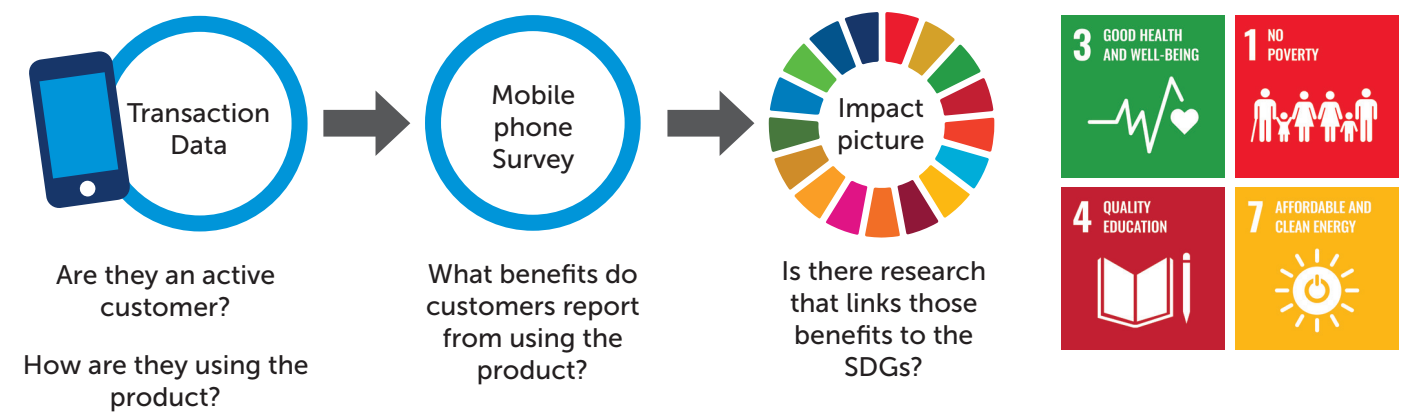 Transaction
Data
Are they an active
customer?
How are they using the
product?
Mobile
phone
Survey
What benefits do
customers report
from using the
product?
Impact
picture
Is there research
that links those
benefits to the
SDGs?
3 GOOD HEALTH
AND WELL-BEING
1 NO
POVERTY
4 QUALITY
EDUCATION
7 AFFORDABLE AND
CLEAN ENERGY